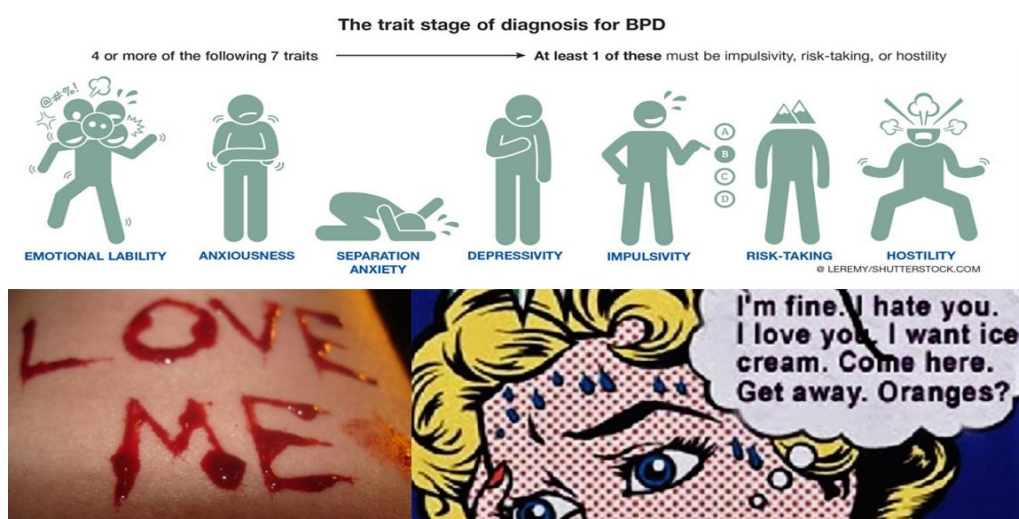 The trait stage of diagnosis for BPD
4 or more of the following 7 traits
At least 1 of these must be impulsivity, risk-taking, or hostility
@#%!
A
B
C
D
EMOTIONAL LABILITY
ANXIOUSNESS
SEPARATION
ANXIETY
DEPRESSIVITY
IMPULSIVITY
RISK-TAKING
HOSTILITY
@ LEREMY/SHUTTERSTOCK.COM
LOVE
ME
I'm fine. I hate you.
I love you. I want ice
cream. Come here.
Get away. Oranges?